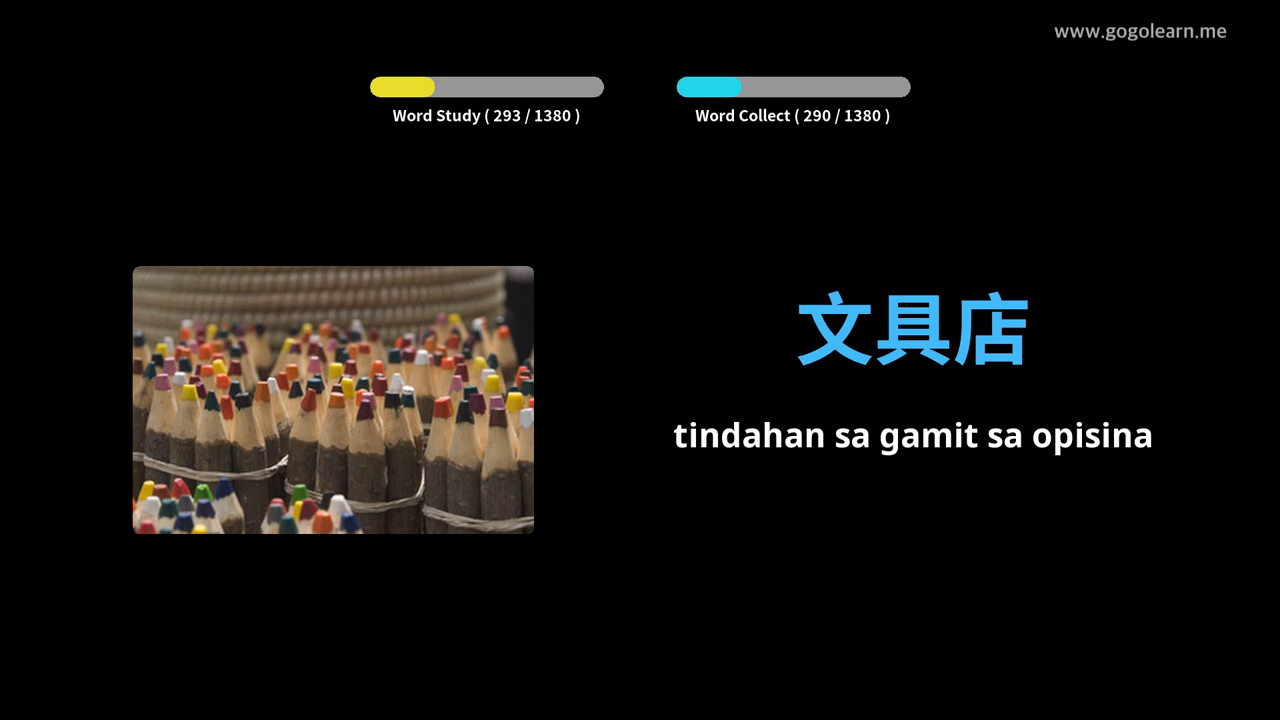 www.gogolearn.me
Word Study ( 293 / 1380 )
Word Collect ( 290 / 1380 )
文具店
tindahan sa gamit sa opisina